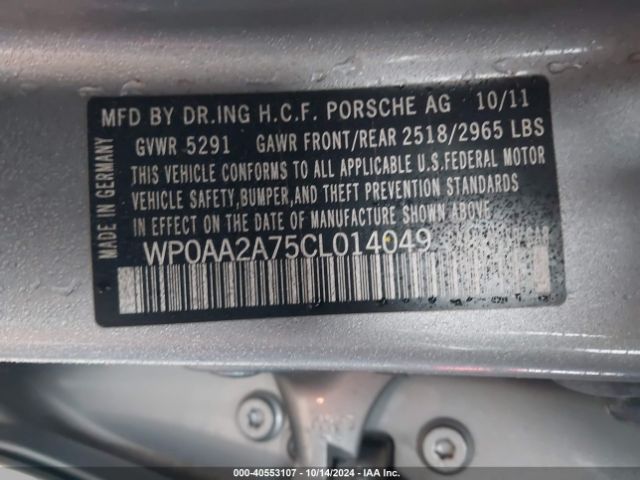 MFD BY DR.ING H.C.F. PORSCHE AG 10/11
GVWR 5291 GAWR FRONT/REAR 2518/2965 LBS
THIS VEHICLE CONFORMS TO ALL APPLICABLE U.S.FEDERAL MOTOR
VEHICLE SAFETY,BUMPER,AND THEFT PREVENTION STANDARDS
IN EFFECT ON THE DATE OF MANUFACTURE SHOWN ABOVE.
WP0AA2A75CL014049
MADE IN GERMANY
000-40553107 - 10/14/2024 - IAA Inc.